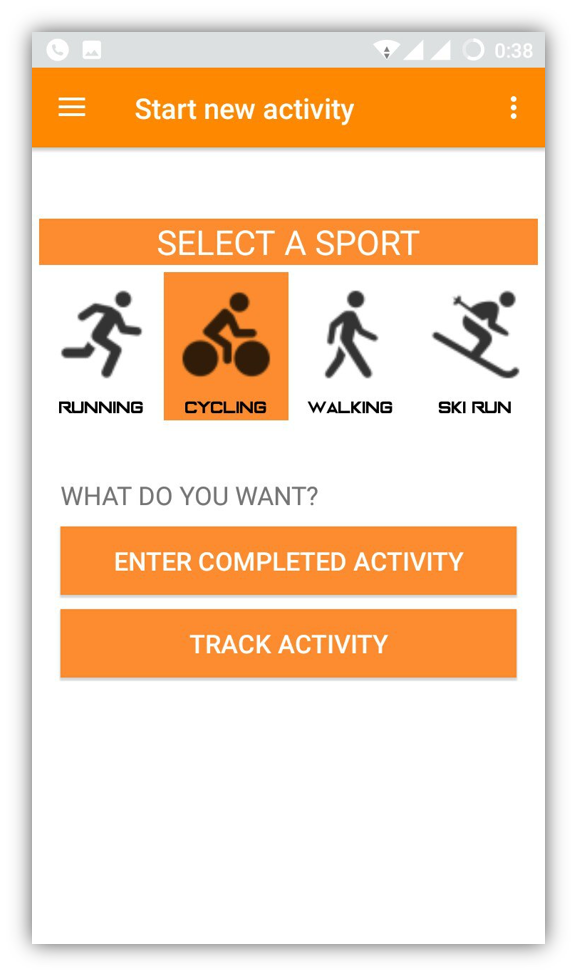 0:38
Start new activity
SELECT A SPORT
RUNNING CYCLING WALKING SKI RUN
WHAT DO YOU WANT?
ENTER COMPLETED ACTIVITY
TRACK ACTIVITY